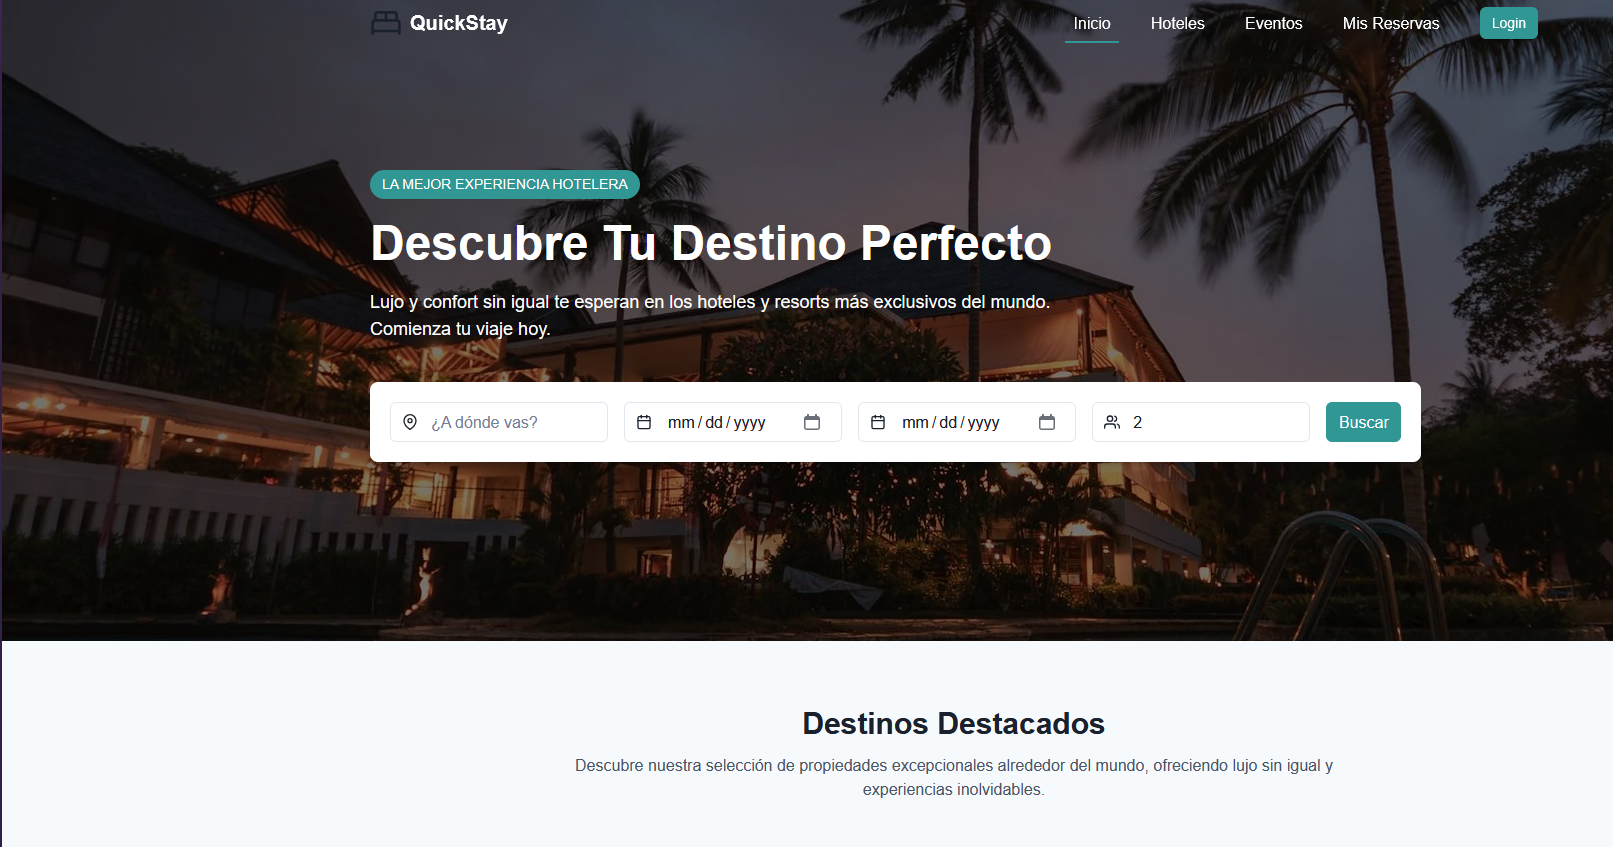 QuickStay
Inicio
Hoteles
Eventos
Mis Reservas
Login
LA MEJOR EXPERIENCIA HOTELERA
Descubre Tu Destino Perfecto
Lujo y confort sin igual te esperan en los hoteles y resorts más exclusivos del mundo.
Comienza tu viaje hoy.
¿A dónde vas?
mm/dd/yyyy
mm/dd/yyyy
2
Buscar
Destinos Destacados
Descubre nuestra selección de propiedades excepcionales alrededor del mundo, ofreciendo lujo sin igual y
experiencias inolvidables.